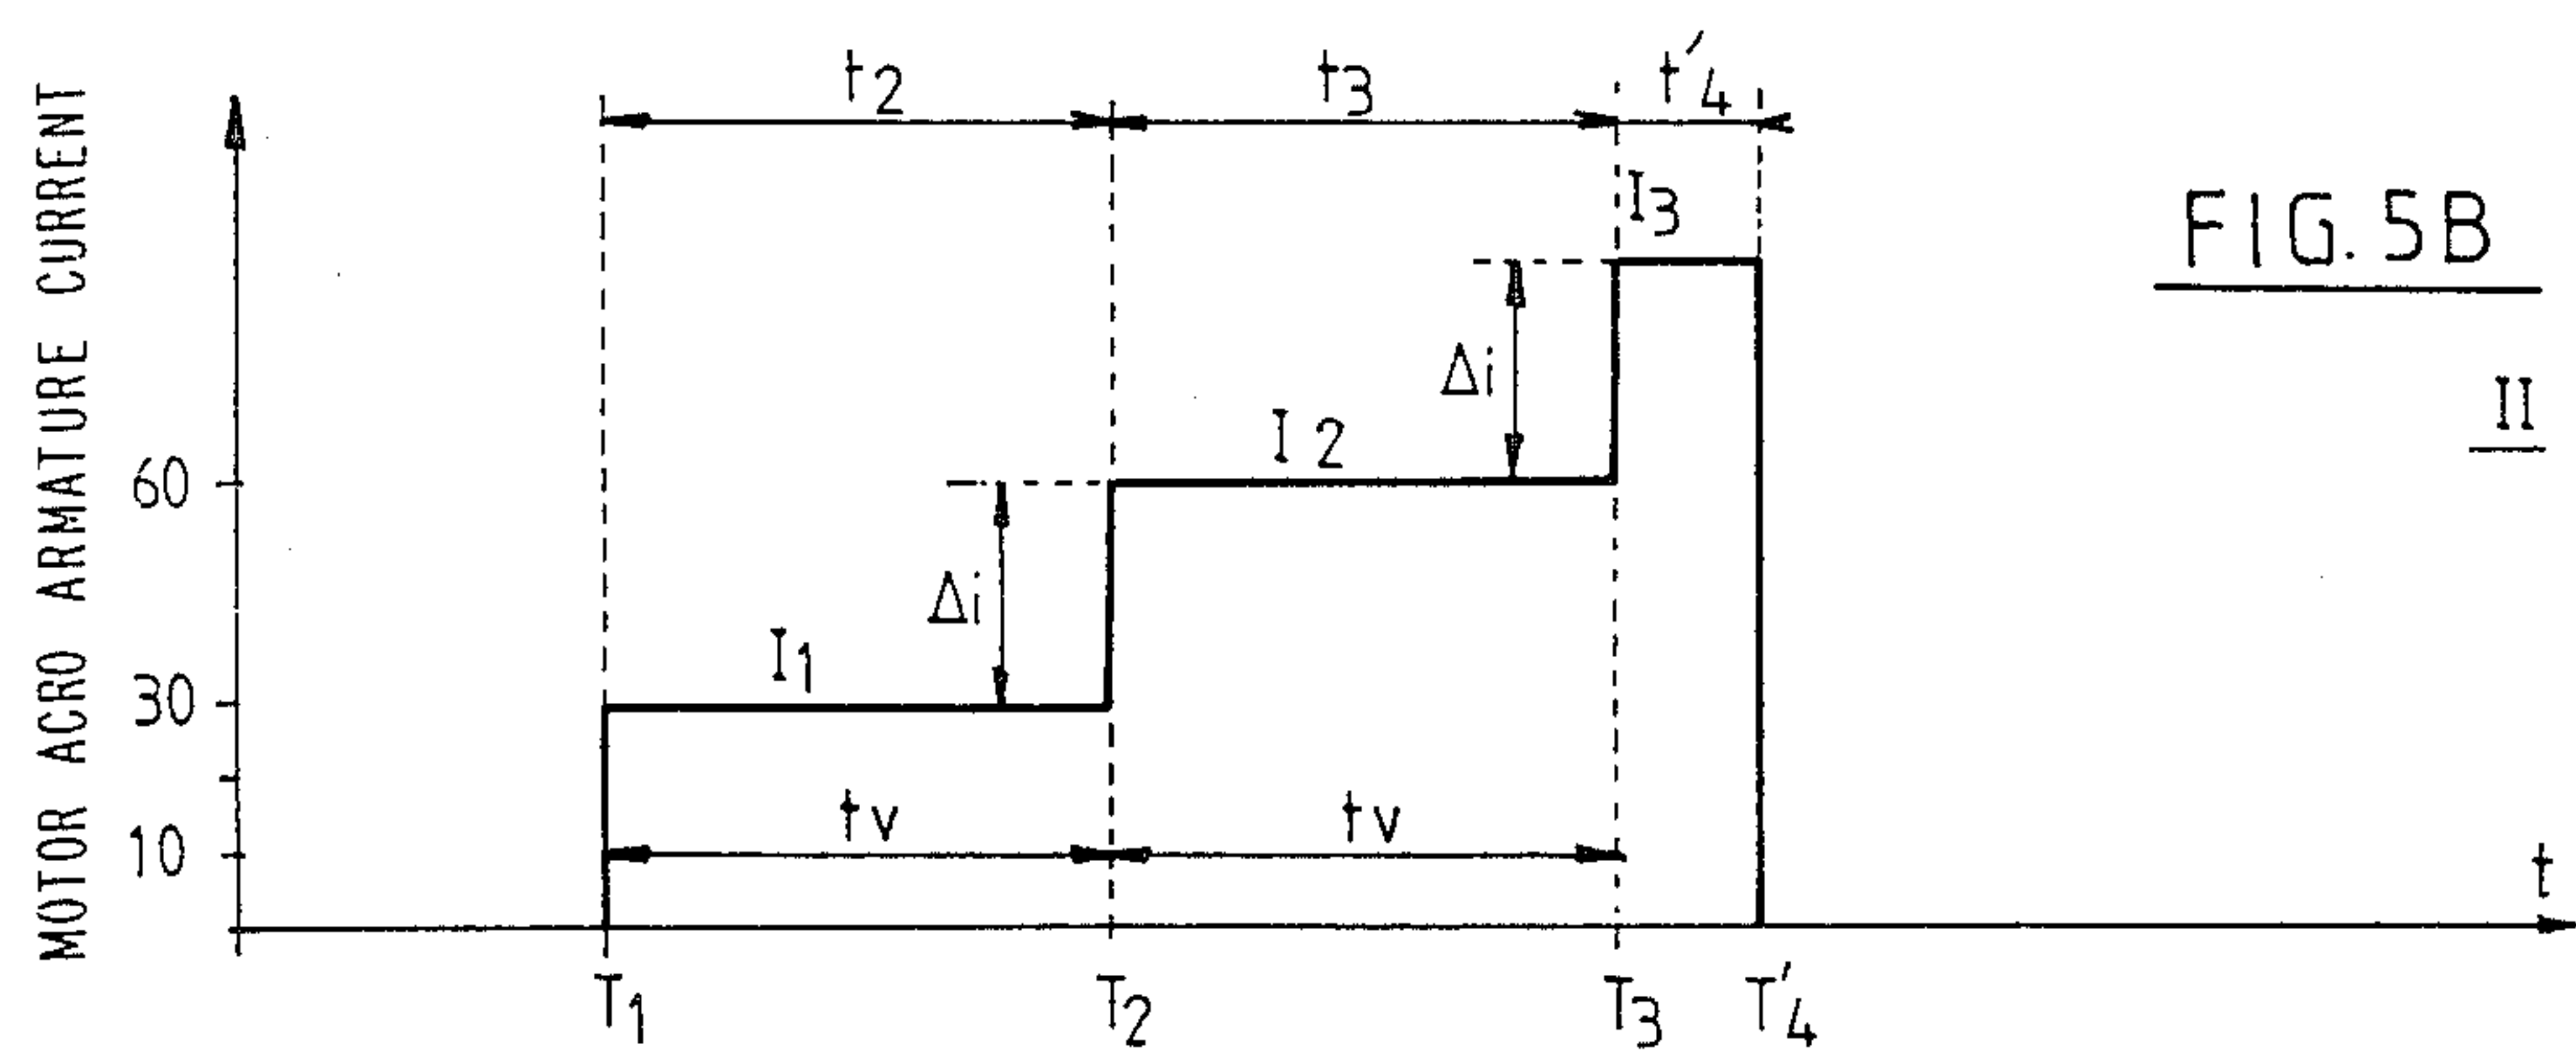 MOTOR ACRO ARMATURE CURRENT
t2 t3 t'4
I3
FIG. 5B
II
Δi
I2
60
Δi
I1
30
tv tv
10
t
T1 T2 T3 T'4